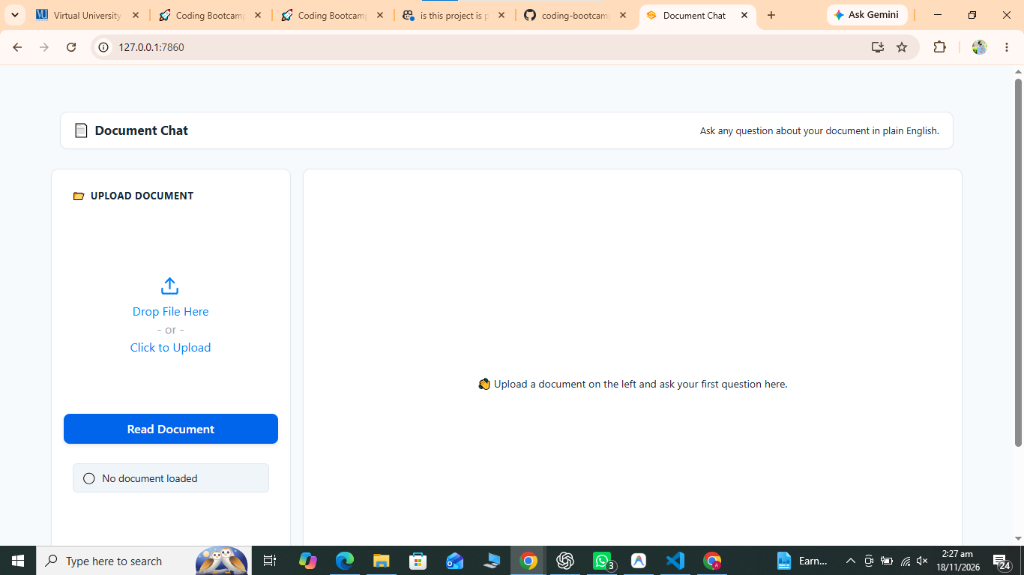 Virtual University
Coding Bootcamp
Coding Bootcamp
is this project is p
coding-bootcam
Document Chat
Ask Gemini
127.0.0.1:7860
Document Chat
Ask any question about your document in plain English.
UPLOAD DOCUMENT
Drop File Here
- or -
Click to Upload
Read Document
No document loaded
Upload a document on the left and ask your first question here.
Type here to search
3
Earn...
2:27 am
18/11/2026
24